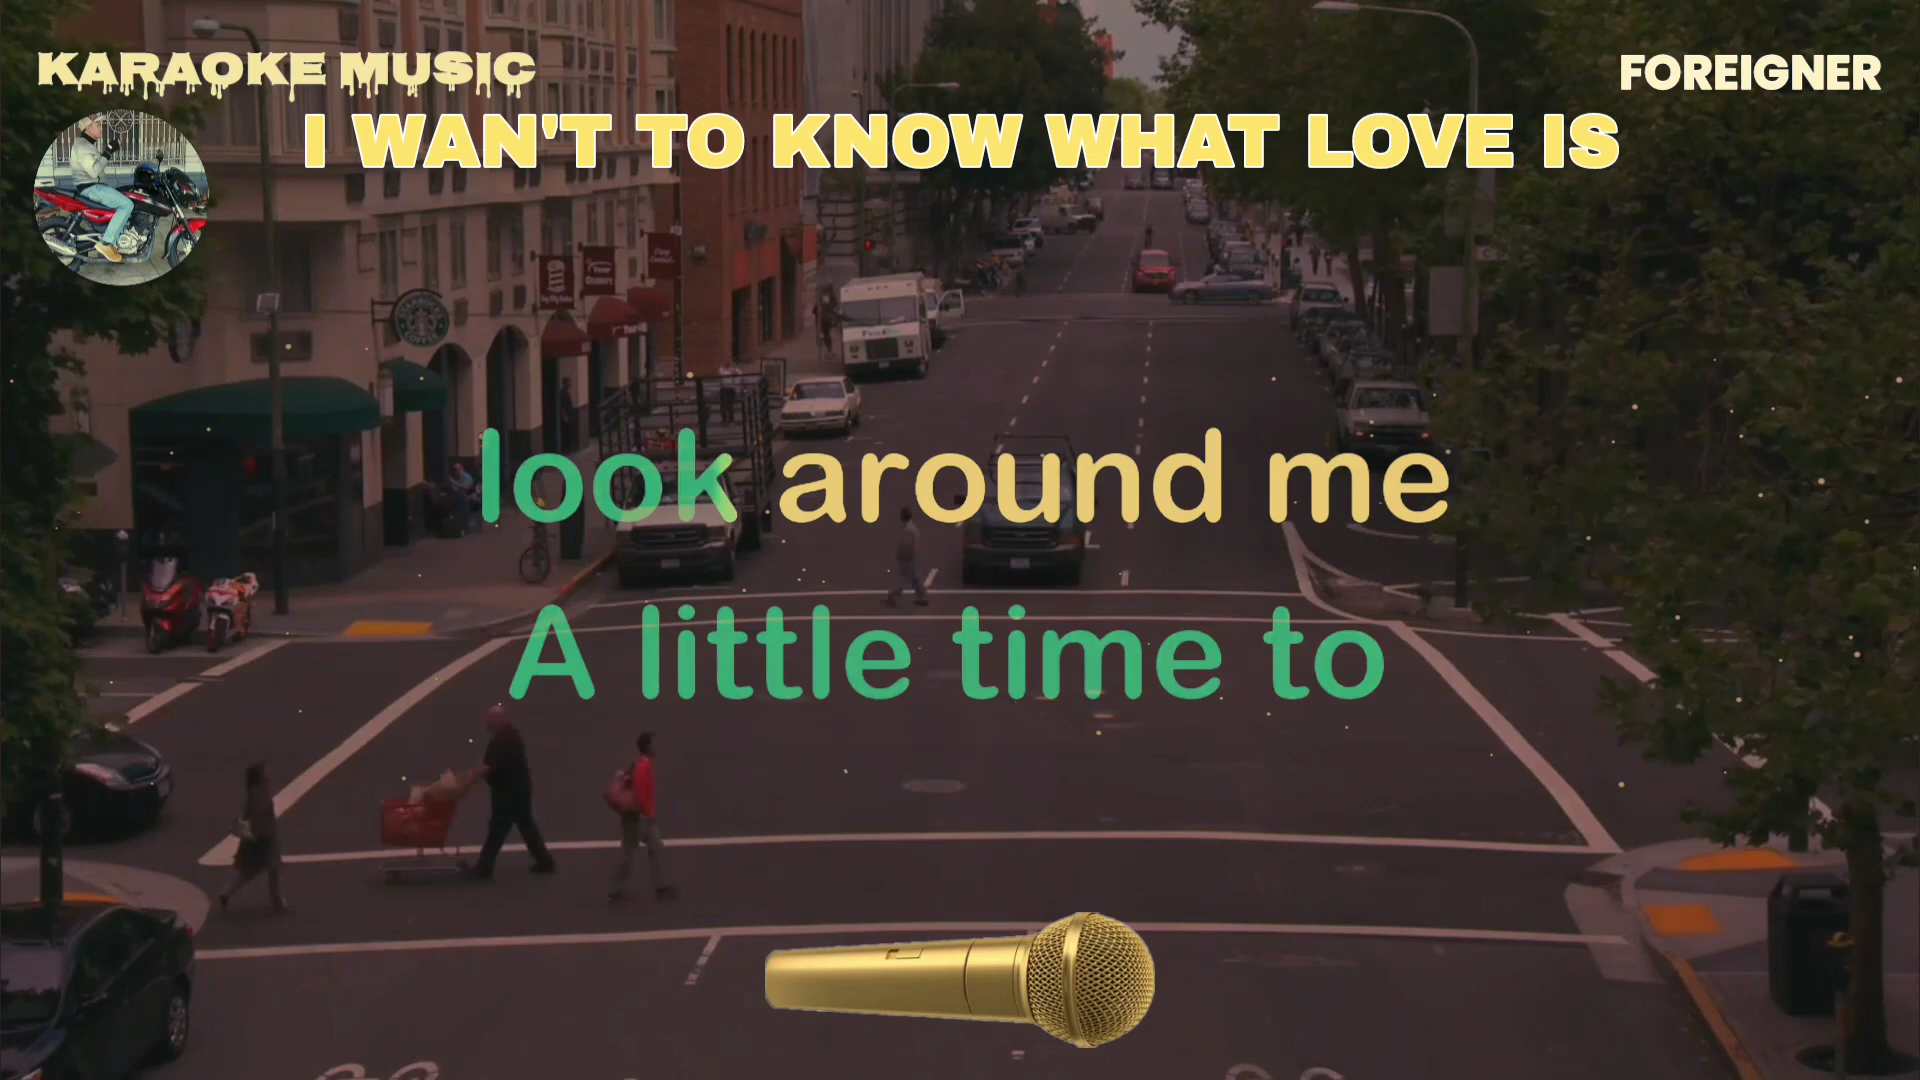 KARAOKE MUSIC
FOREIGNER
I WAN'T TO KNOW WHAT LOVE IS
look around me
A little time to